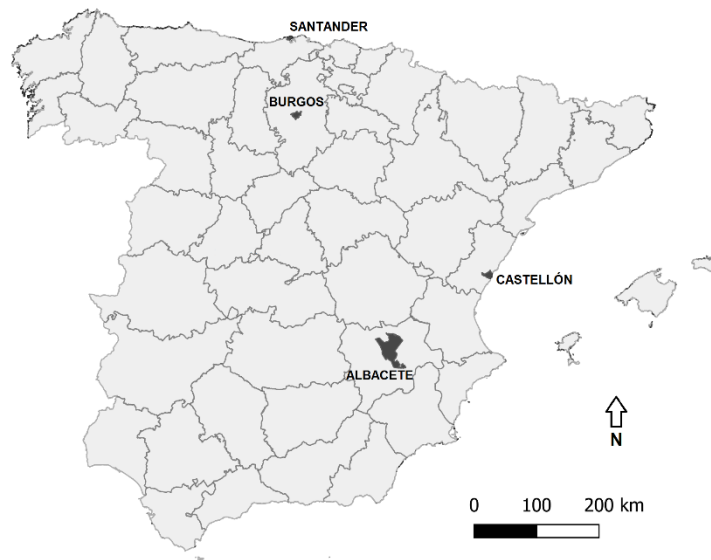 SANTANDER
BURGOS
CASTELLÓN
ALBACETE
N
0 100 200 km